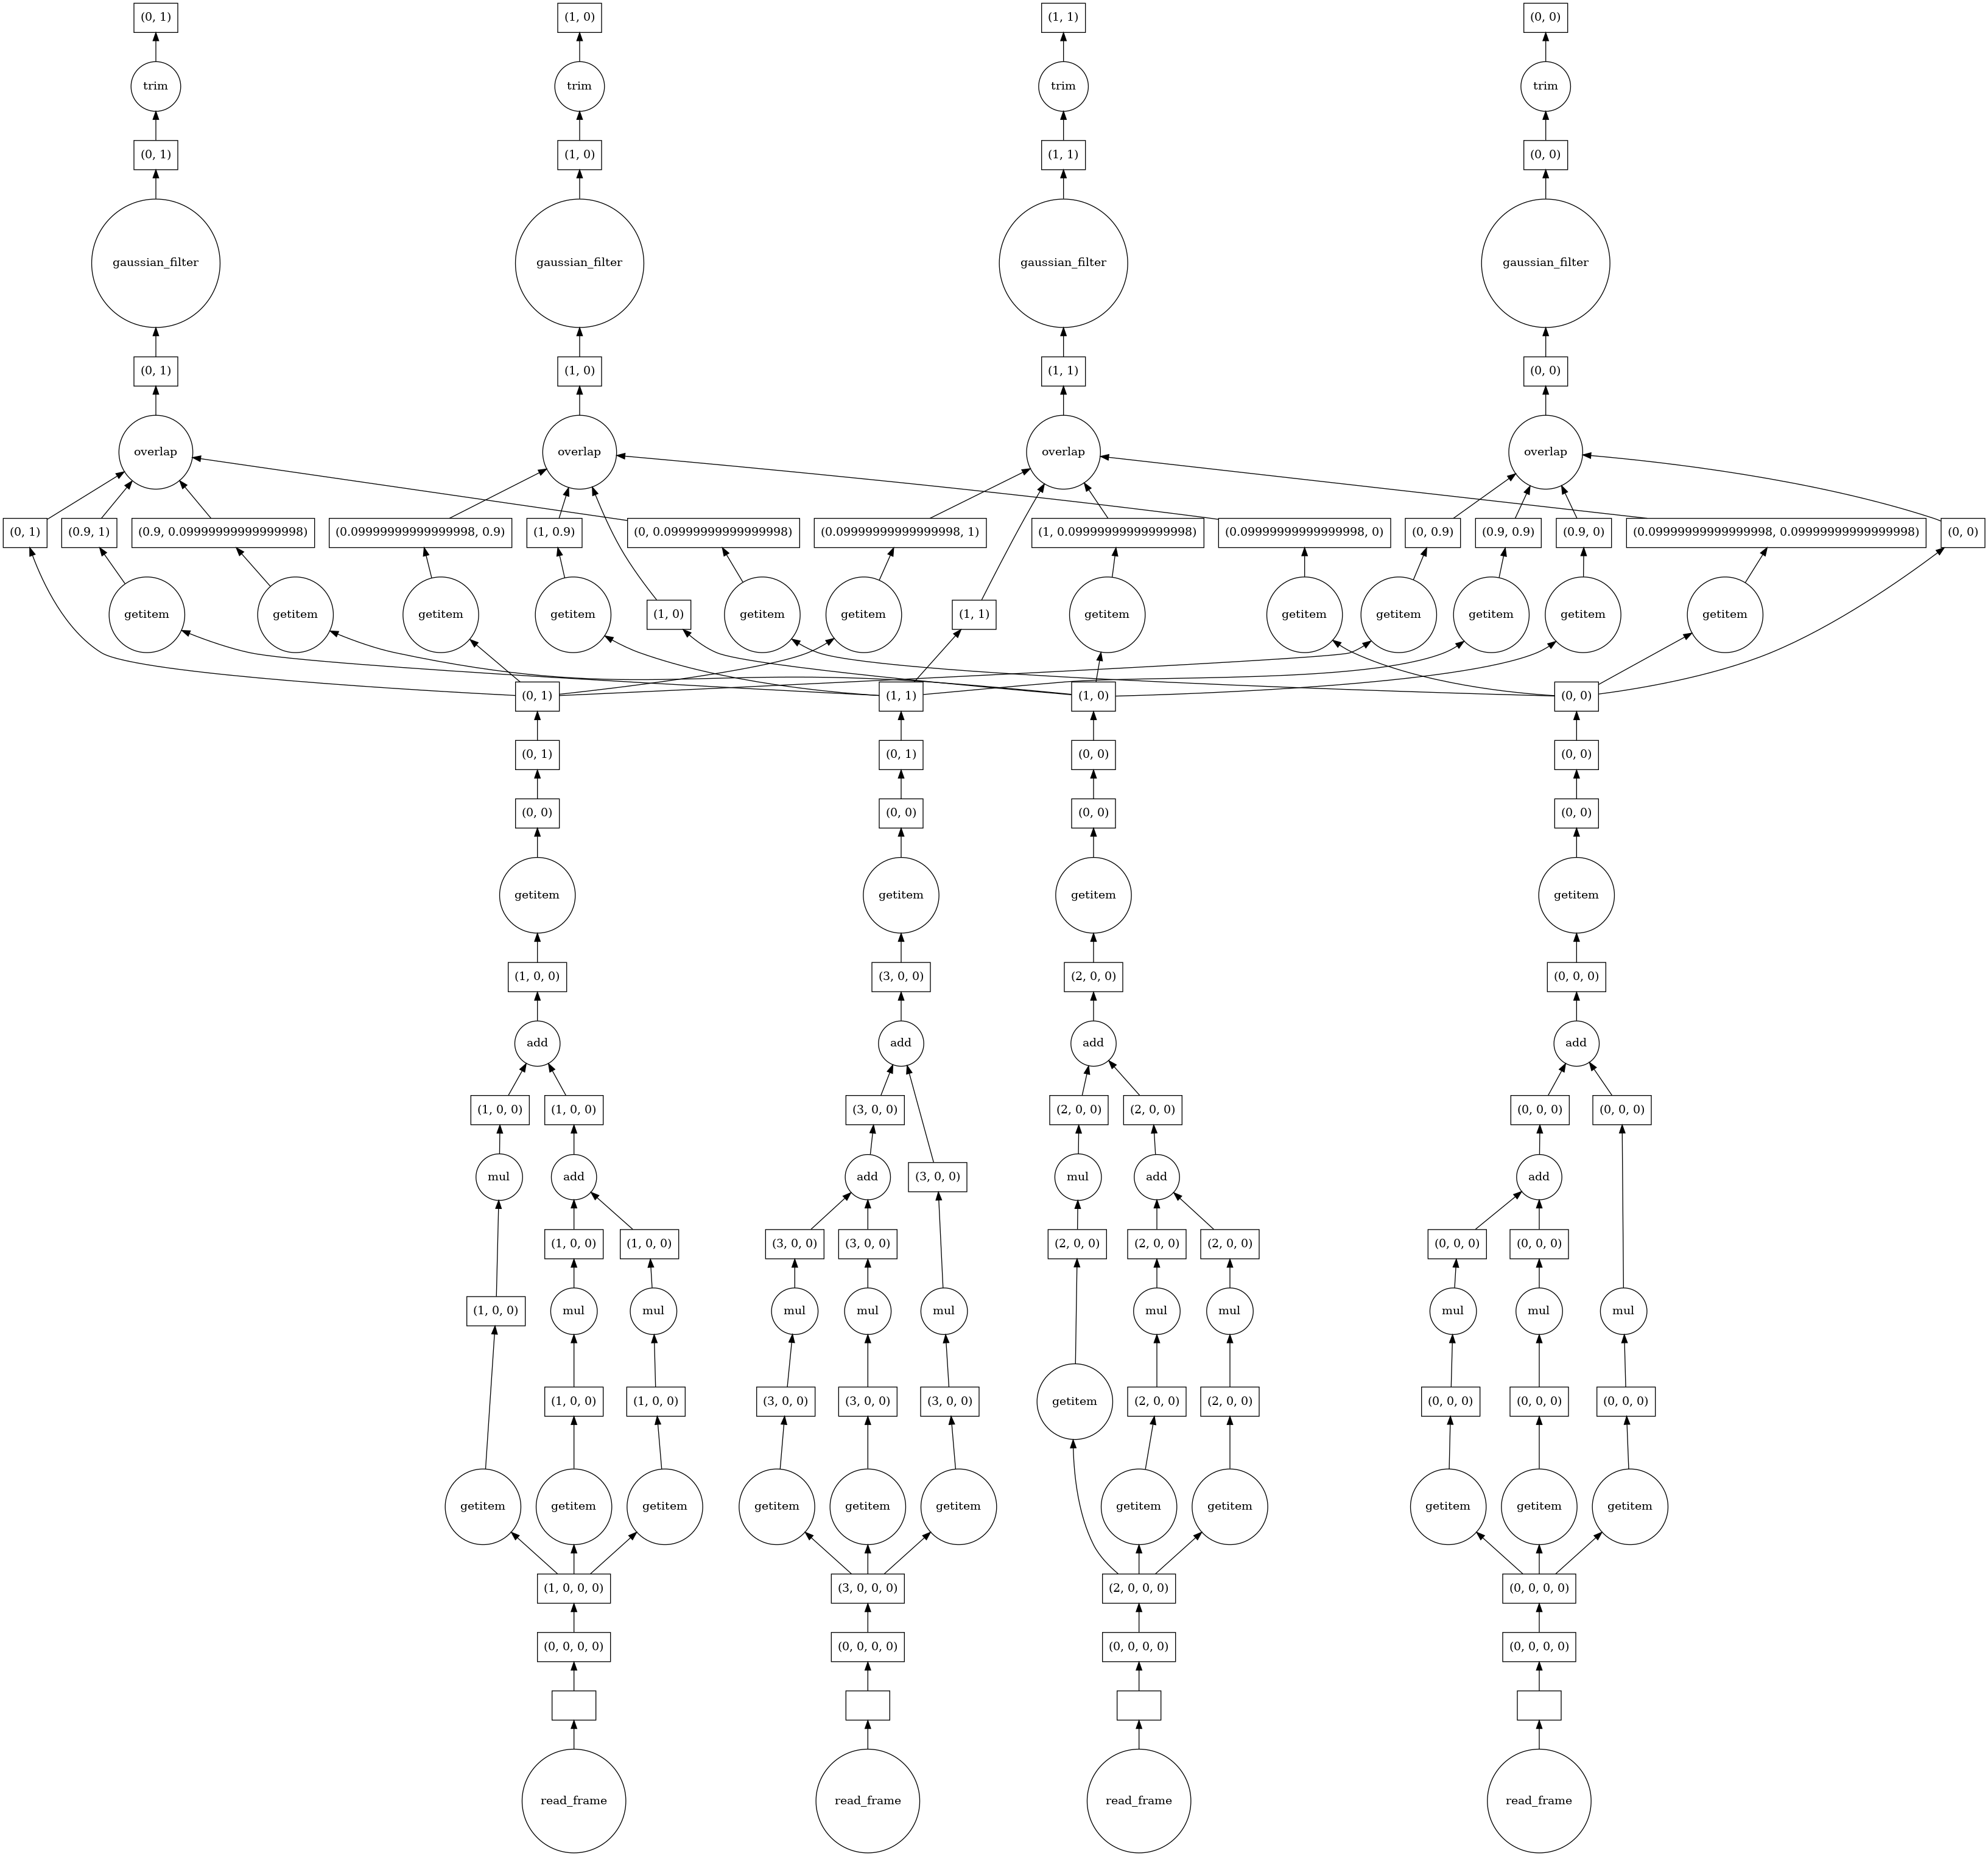 (0, 1)
(1, 0)
(1, 1)
(0, 0)
trim
trim
trim
trim
(0, 1)
(1, 0)
(1, 1)
(0, 0)
gaussian_filter
gaussian_filter
gaussian_filter
gaussian_filter
(0, 1)
(1, 0)
(1, 1)
(0, 0)
overlap
overlap
overlap
overlap
(0, 1)
(0.9, 1)
(0.9, 0.09999999999999998)
(0.09999999999999998, 0.9)
(1, 0.9)
(0, 0.09999999999999998)
(0.09999999999999998, 1)
(1, 0.09999999999999998)
(0.09999999999999998, 0)
(0, 0.9)
(0.9, 0.9)
(0.9, 0)
(0.09999999999999998, 0.09999999999999998)
(0, 0)
getitem
getitem
getitem
getitem
(1, 0)
getitem
getitem
(1, 1)
getitem
getitem
getitem
getitem
getitem
getitem
(0, 1)
(1, 1)
(1, 0)
(0, 0)
(0, 1)
(0, 1)
(0, 0)
(0, 0)
(0, 0)
(0, 0)
(0, 0)
(0, 0)
getitem
getitem
getitem
getitem
(1, 0, 0)
(3, 0, 0)
(2, 0, 0)
(0, 0, 0)
add
add
add
add
(1, 0, 0)
(1, 0, 0)
(3, 0, 0)
(2, 0, 0)
(2, 0, 0)
(0, 0, 0)
(0, 0, 0)
mul
add
add
(3, 0, 0)
mul
add
add
(1, 0, 0)
(1, 0, 0)
(3, 0, 0)
(3, 0, 0)
(2, 0, 0)
(2, 0, 0)
(2, 0, 0)
(0, 0, 0)
(0, 0, 0)
(1, 0, 0)
mul
mul
mul
mul
mul
mul
mul
mul
mul
mul
(1, 0, 0)
(1, 0, 0)
(3, 0, 0)
(3, 0, 0)
(3, 0, 0)
getitem
(2, 0, 0)
(2, 0, 0)
(0, 0, 0)
(0, 0, 0)
(0, 0, 0)
getitem
getitem
getitem
getitem
getitem
getitem
getitem
getitem
getitem
getitem
getitem
(1, 0, 0, 0)
(3, 0, 0, 0)
(2, 0, 0, 0)
(0, 0, 0, 0)
(0, 0, 0, 0)
(0, 0, 0, 0)
(0, 0, 0, 0)
(0, 0, 0, 0)
read_frame
read_frame
read_frame
read_frame